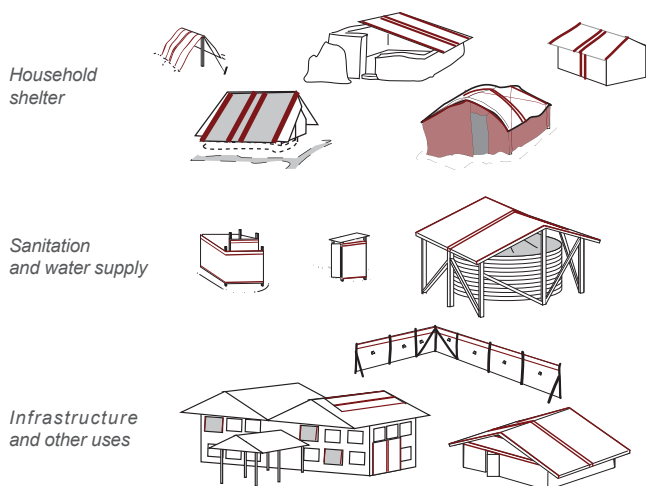 Household
shelter
Sanitation
and water supply
Infrastructure
and other uses